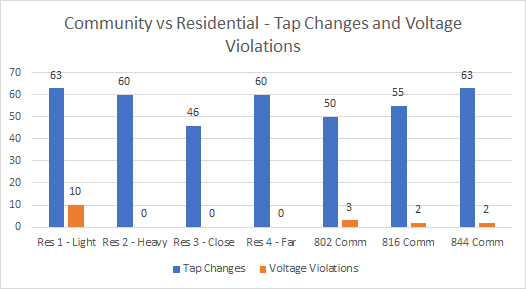 Community vs Residential - Tap Changes and Voltage
Violations
70
60
50
40
30
20
10
0
63
10
60
0
46
0
60
0
50
3
55
2
63
2
Res 1 - Light
Res 2 - Heavy
Res 3 - Close
Res 4 - Far
802 Comm
816 Comm
844 Comm
Tap Changes
Voltage Violations